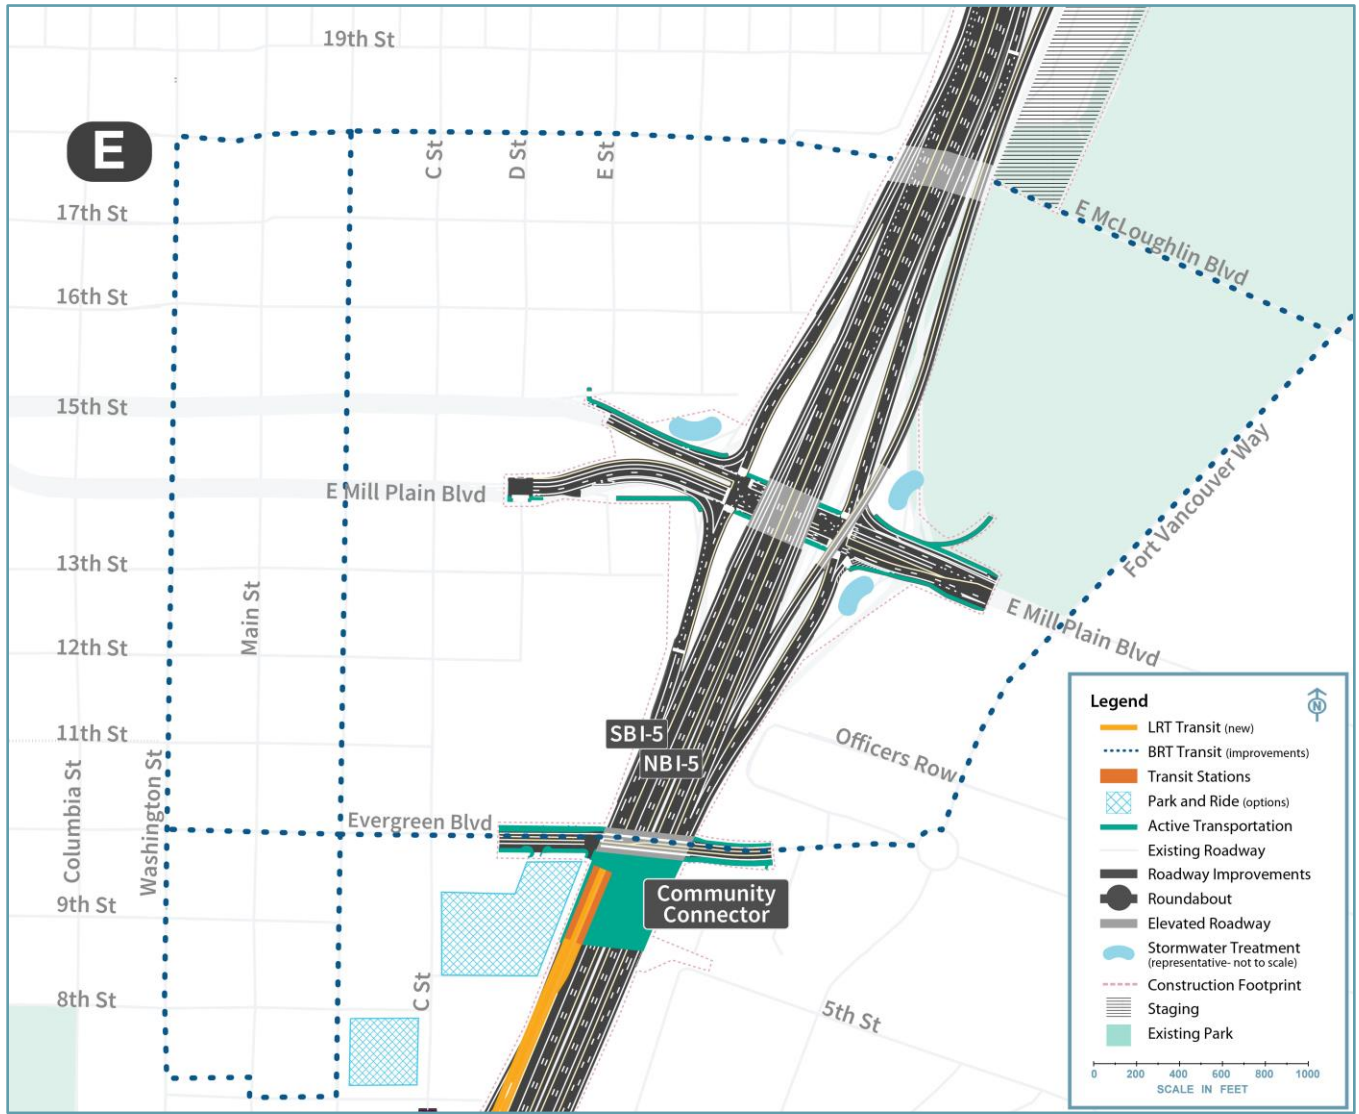 19th St
E
C St
D St
E St
17th St
E McLoughlin Blvd
16th St
15th St
E Mill Plain Blvd
Fort Vancouver Way
13th St
Main St
12th St
E Mill Plain Blvd
11th St
SB I-5
NB I-5
Officers Row
Columbia St
Washington St
Evergreen Blvd
9th St
Community
Connector
8th St
C St
5th St
Legend
N
LRT Transit (new)
BRT Transit (improvements)
Transit Stations
Park and Ride (options)
Active Transportation
Existing Roadway
Roadway Improvements
Roundabout
Elevated Roadway
Stormwater Treatment
(representative- not to scale)
Construction Footprint
Staging
Existing Park
0 200 400 600 800 1000
SCALE IN FEET